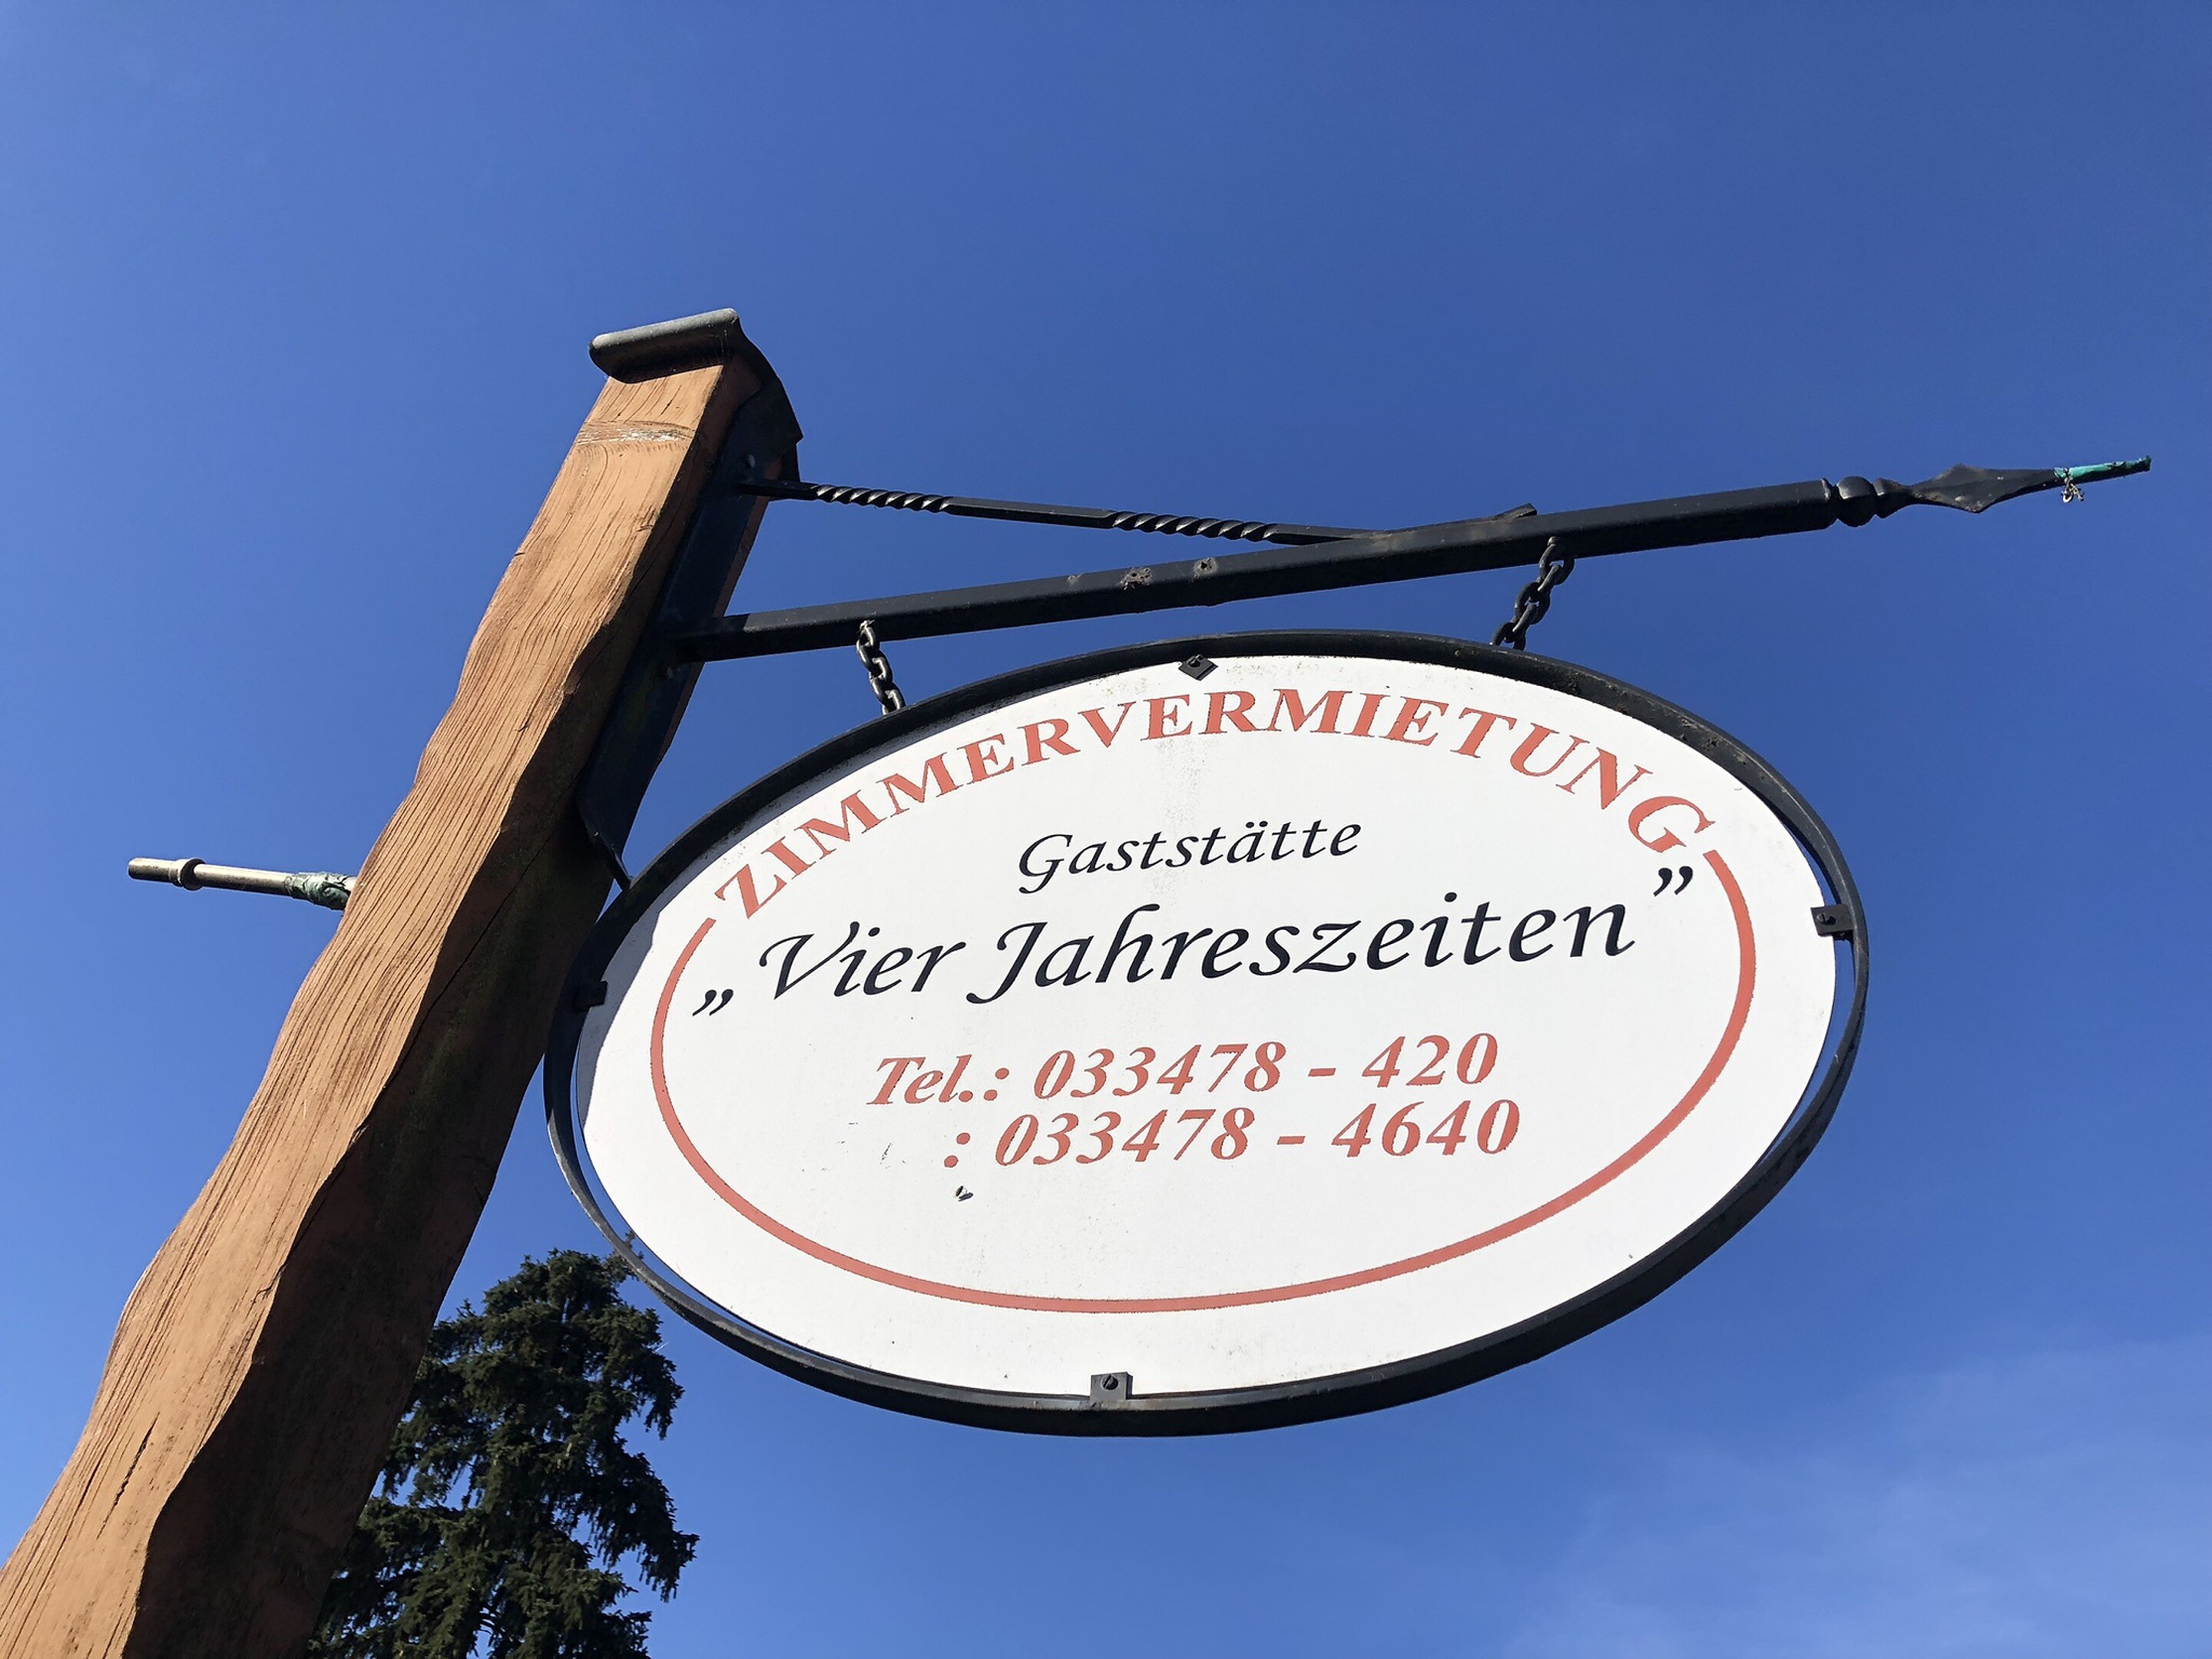 ZIMMERVERMIETUNG
Gaststätte
„Vier Jahreszeiten”
Tel.: 033478 - 420
: 033478 - 4640